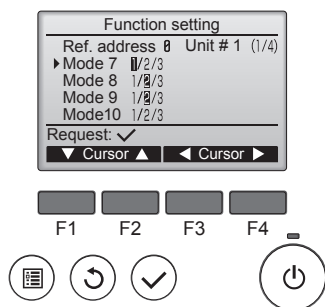 Function setting
Ref. address 0 Unit # 1 (1/4)
Mode 7 1/2/3
Mode 8 1/2/3
Mode 9 1/2/3
Mode10 1/2/3
Request: ✓
▼ Cursor ▲ ◀ Cursor ▶
F1 F2 F3 F4